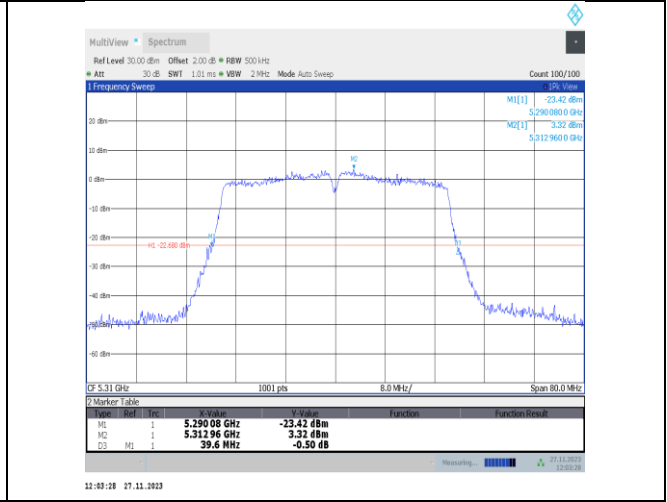 MultiView Spectrum
Ref Level 30.00 dBm Offset 2.00 dB RBW 500 kHz
Att 30 dB SWT 1.01 ms VBW 2 MHz Mode Auto Sweep Count 100/100
1 Frequency Sweep 1Pk View
M1[1] -23.42 dBm
5.290 080 0 GHz
M2[1] 3.32 dBm
5.312 960 0 GHz
20 dBm
10 dBm
M2
0 dBm
-10 dBm
-20 dBm
M1
H1 -22.680 dBm
-30 dBm
-40 dBm
-60 dBm
CF 5.31 GHz 1001 pts 8.0 MHz/ Span 80.0 MHz
2 Marker Table
Type Ref Trc X-Value Y-Value Function Function Result
M1 1 5.290 08 GHz -23.42 dBm
M2 1 5.312 96 GHz 3.32 dBm
D3 M1 1 39.6 MHz -0.50 dB
Measuring... 27.11.2023
12:03:28
12:03:28 27.11.2023